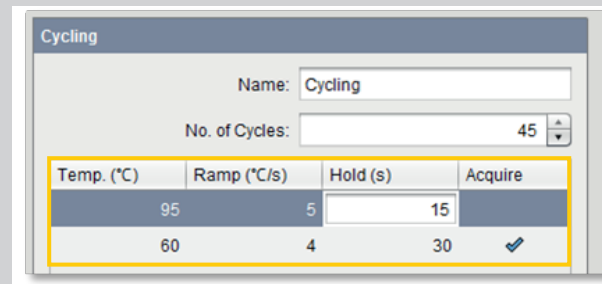 Cycling
Name: Cycling
No. of Cycles: 45
Temp. (°C) Ramp (°C/s) Hold (s) Acquire
95 5 15
60 4 30